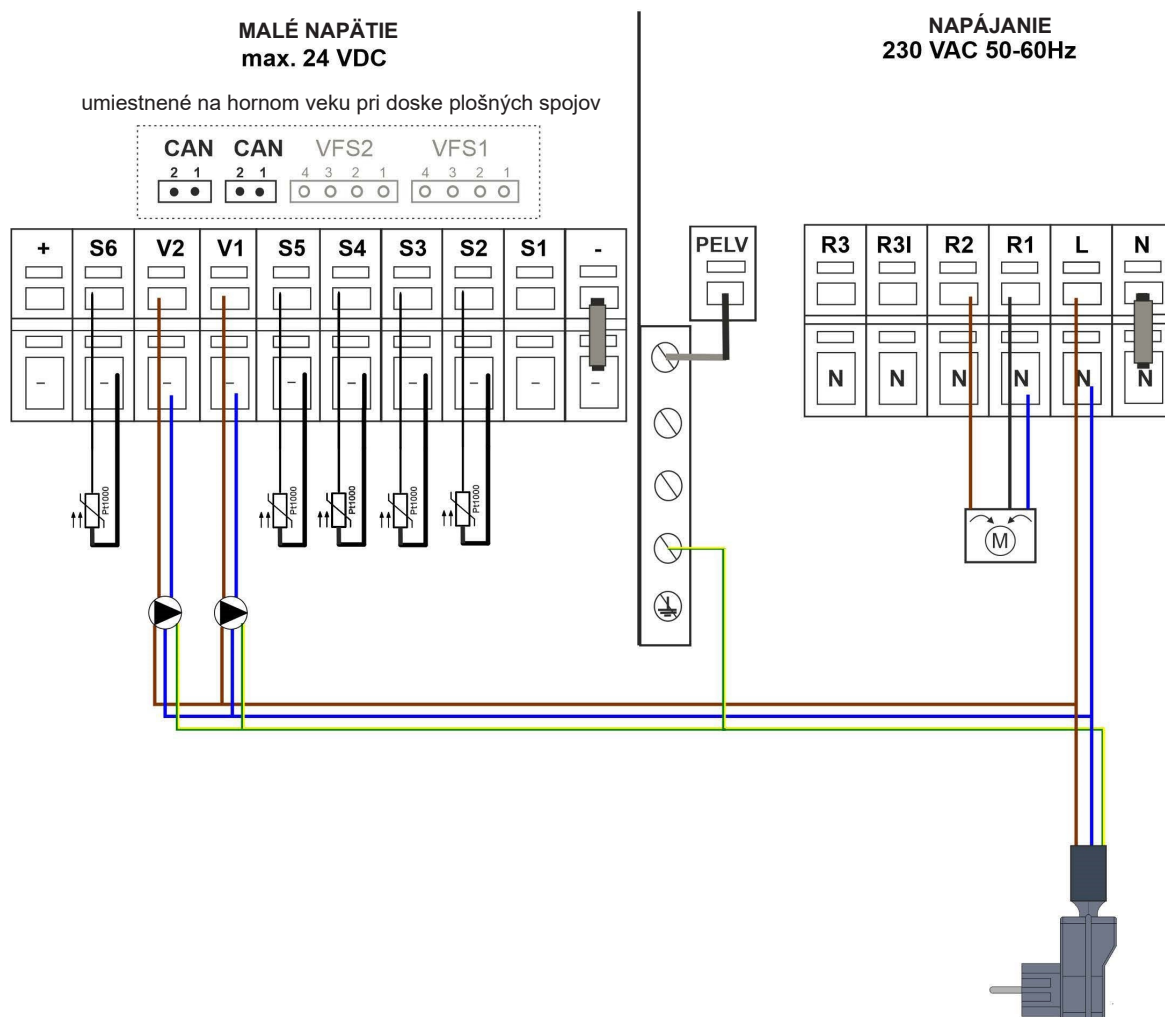 MALÉ NAPÄTIE
max. 24 VDC
NAPÁJANIE
230 VAC 50-60Hz
umiestnené na hornom veku pri doske plošných spojov
CAN CAN VFS2 VFS1
2 1 2 1 4 3 2 1 4 3 2 1
+ S6 V2 V1 S5 S4 S3 S2 S1 -
PELV
R3 R3I R2 R1 L N
- - - - - - - - -
N N N N N N
Pt1000 Pt1000 Pt1000 Pt1000 Pt1000
M